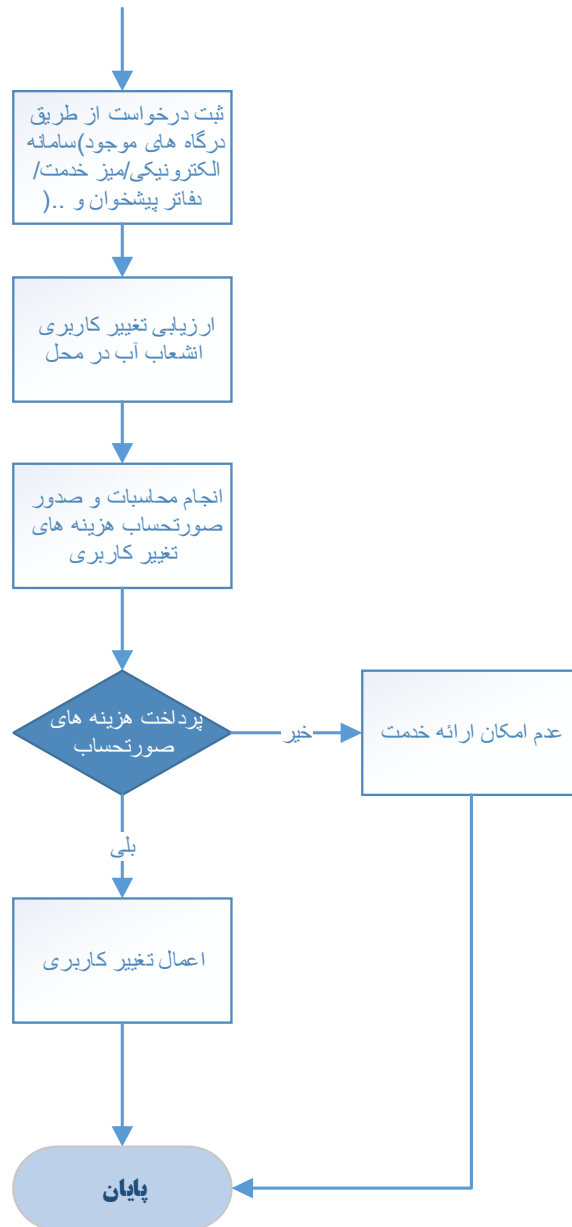 ثبت درخواست از طریق
درگاه های موجود)سامانه
الکترونیکی/میز خدمت/
دفاتر پیشخوان و ..(
ارزیابی تغییر کاربری
انشعاب آب در محل
انجام محاسبات و صدور
صورتحساب هزینه های
تغییر کاربری
پرداخت هزینه های
صورتحساب
خیر
عدم امکان ارائه خدمت
بلی
اعمال تغییر کاربری
پایان